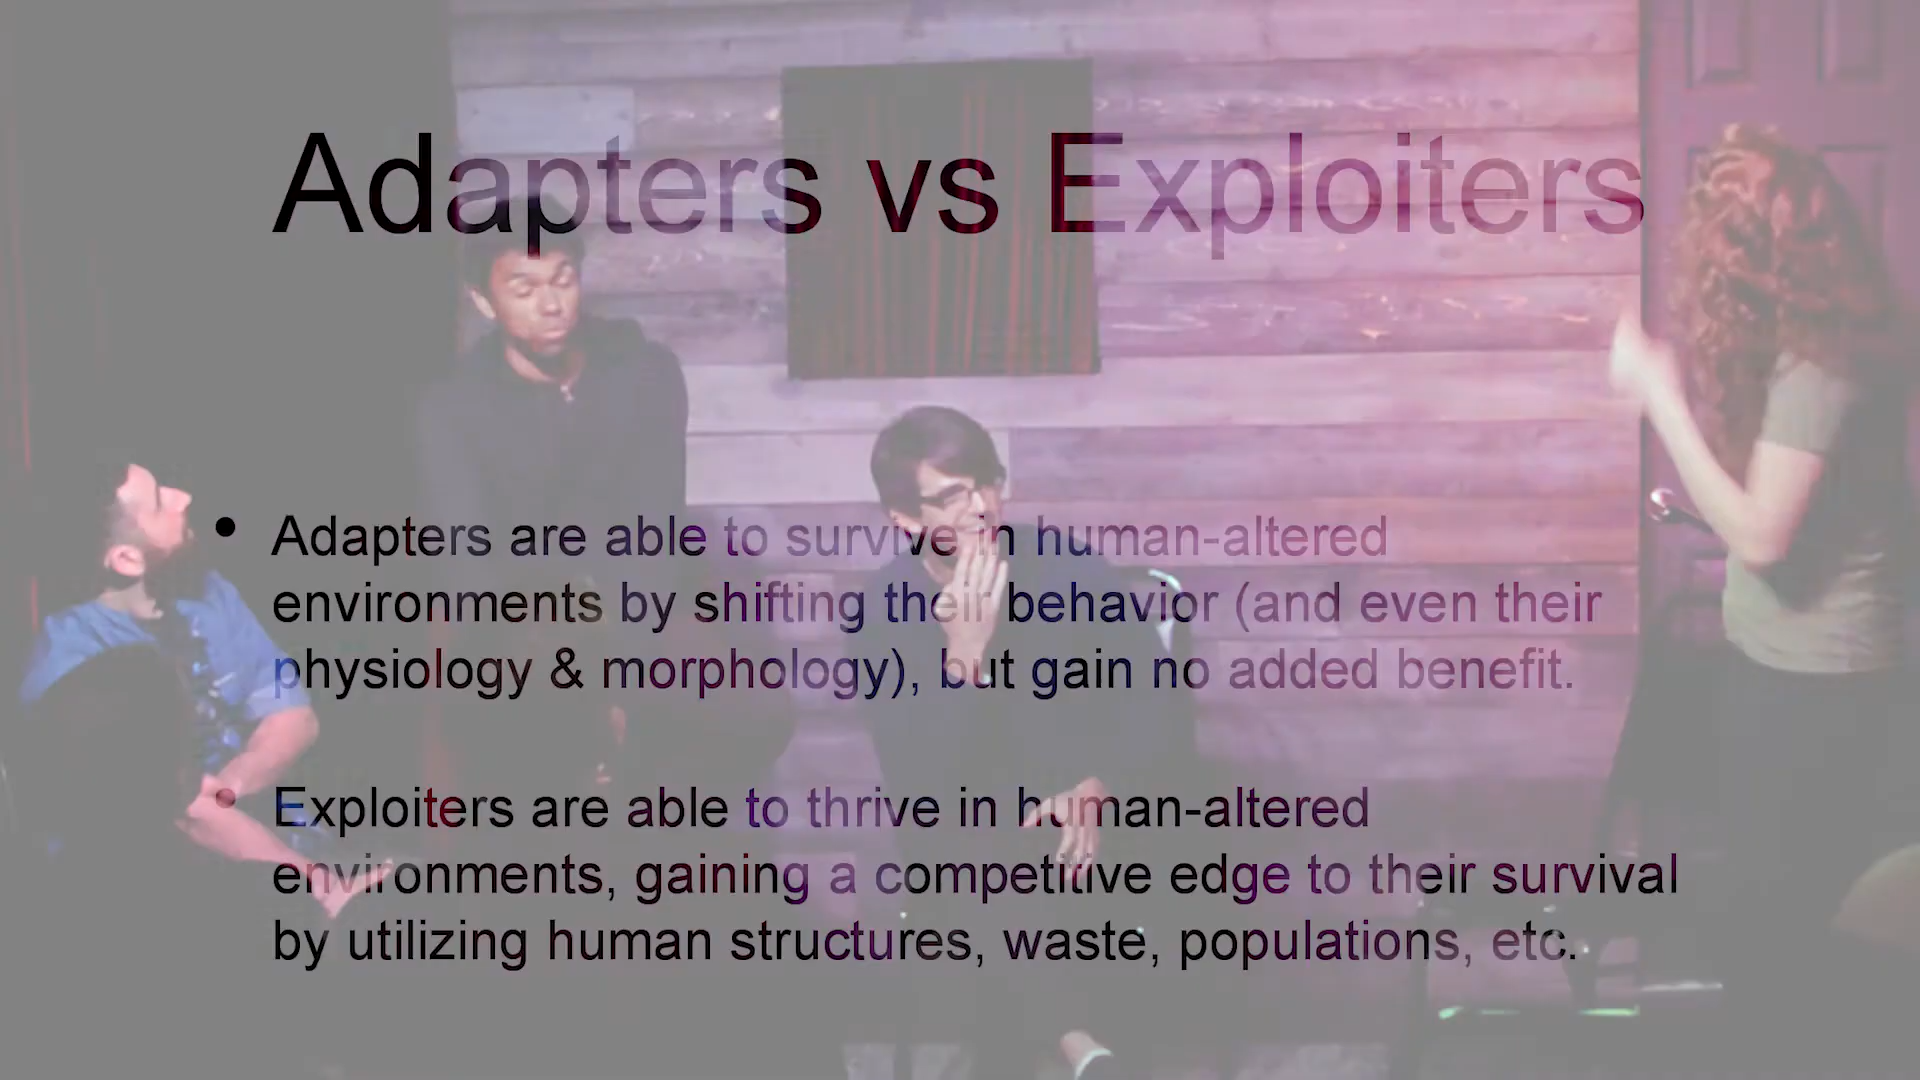 Adapters vs Exploiters
• Adapters are able to survive in human-altered
environments by shifting their behavior (and even their
physiology & morphology), but gain no added benefit.
• Exploiters are able to thrive in human-altered
environments, gaining a competitive edge to their survival
by utilizing human structures, waste, populations, etc.